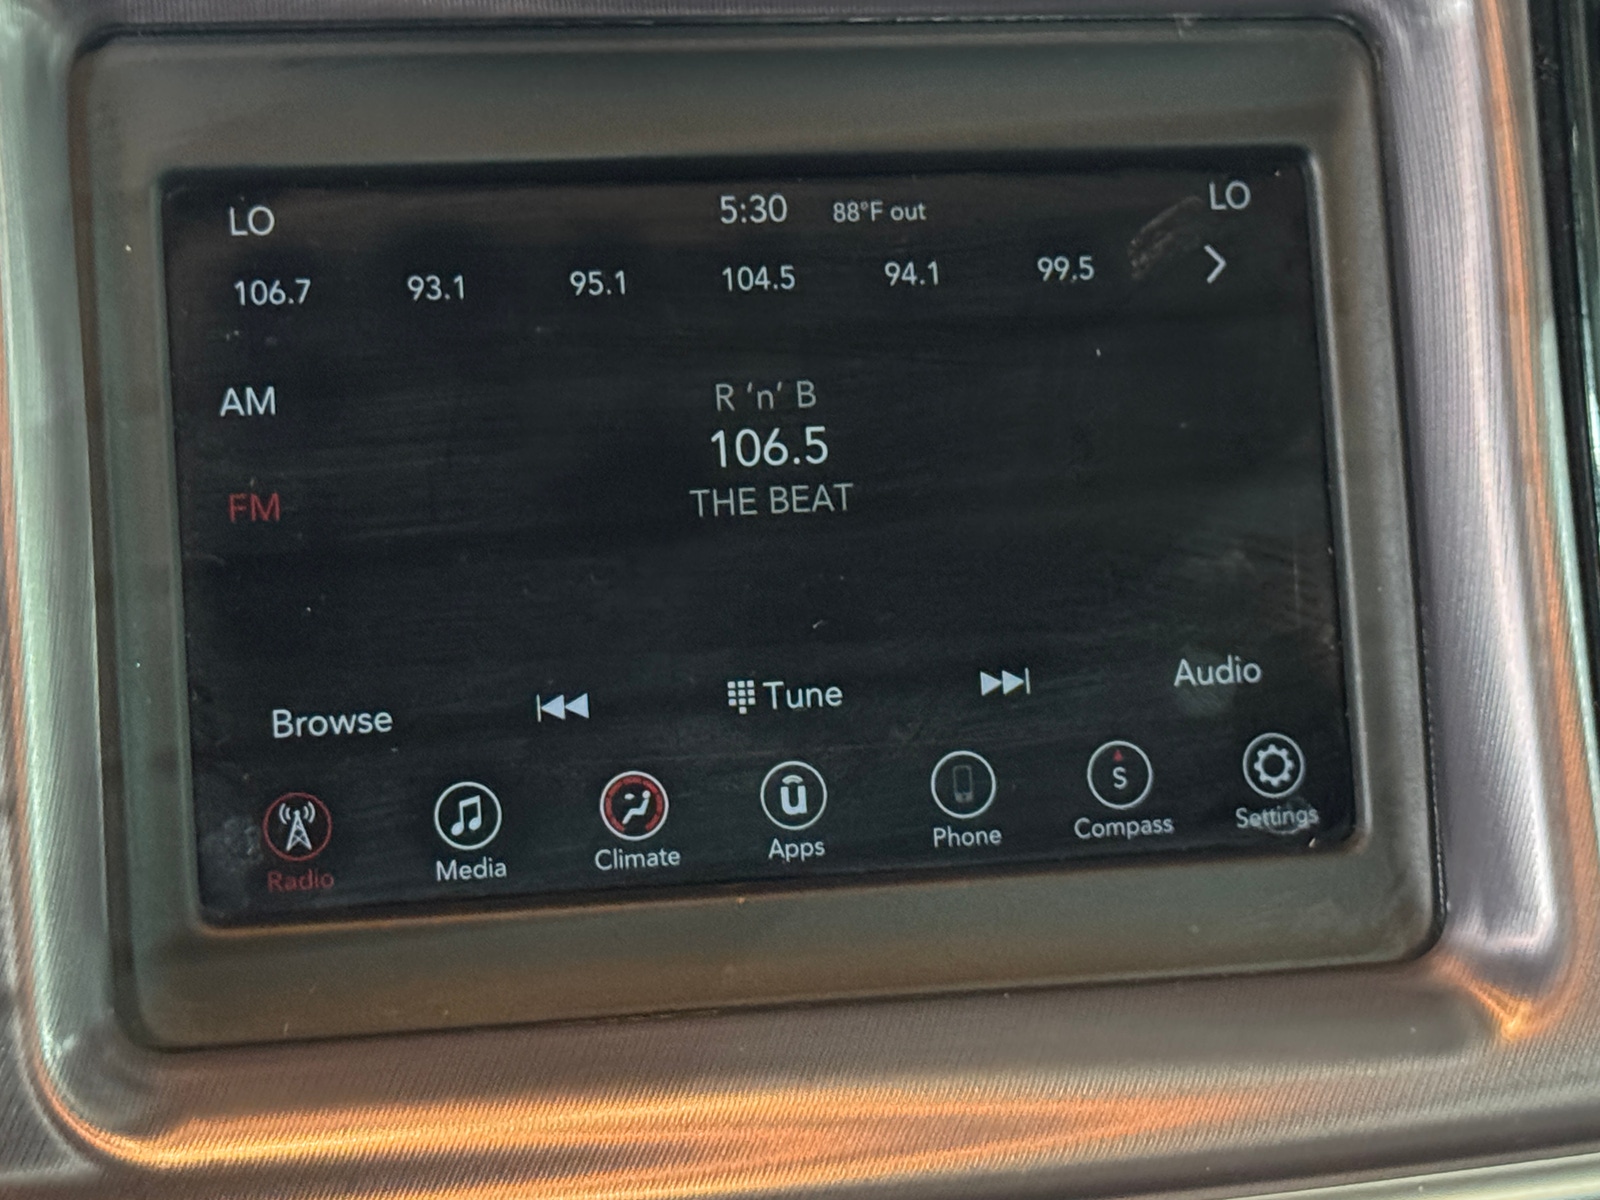 LO 5:30 88°F out LO
106.7 93.1 95.1 104.5 94.1 99.5
AM
R 'n' B
106.5
FM
THE BEAT
Browse Tune Audio
ū
S
Radio Media Climate Apps Phone Compass Settings